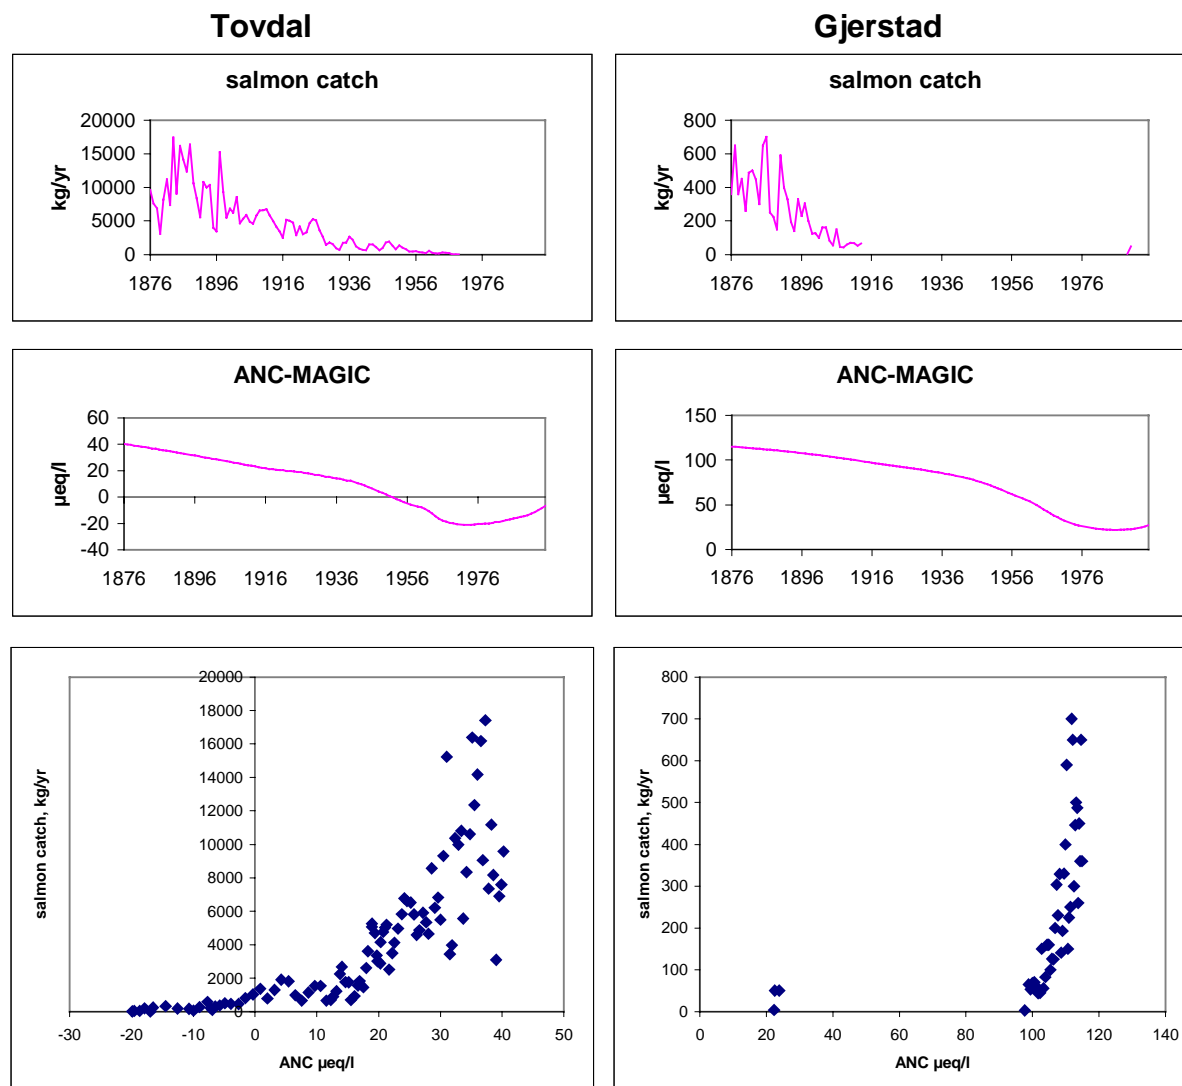 Tovdal
Gjerstad
salmon catch
20000
15000
10000
5000
0
kg/yr
1876 1896 1916 1936 1956 1976
salmon catch
800
600
400
200
0
kg/yr
1876 1896 1916 1936 1956 1976
ANC-MAGIC
60
40
20
0
-20
-40
µeq/l
1876 1896 1916 1936 1956 1976
ANC-MAGIC
150
100
50
0
µeq/l
1876 1896 1916 1936 1956 1976
20000
18000
16000
14000
12000
10000
8000
6000
4000
2000
0
salmon catch, kg/yr
-30 -20 -10 0 10 20 30 40 50
ANC µeq/l
800
700
600
500
400
300
200
100
0
salmon catch, kg/yr
0 20 40 60 80 100 120 140
ANC µeq/l